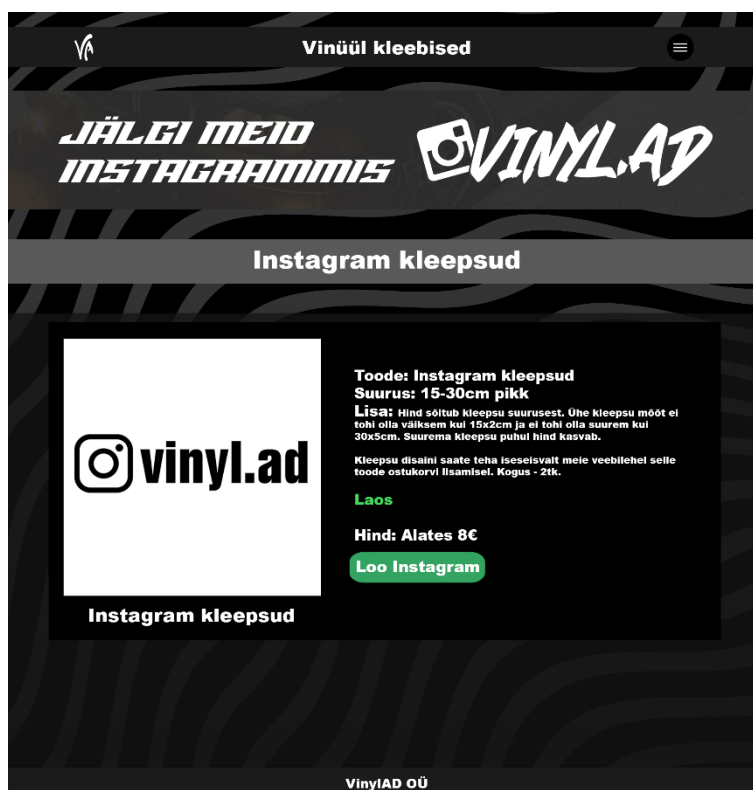 Vinüül kleebised
JÄLGI MEID
INSTAGRAMMIS
VINYL.AD
Instagram kleepsud
vinyl.ad
Instagram kleepsud
Toode: Instagram kleepsud
Suurus: 15-30cm pikk
Lisa: Hind sõltub kleepsu suurusest. Ühe kleepsu mõõt ei
tohi olla väiksem kui 15x2cm ja ei tohi olla suurem kui
30x5cm. Suurema kleepsu puhul hind kasvab.
Kleepsu disaini saate teha iseseisvalt meie veebilehel selle
toode ostukorvi lisamisel. Kogus - 2tk.
Laos
Hind: Alates 8€
Loo Instagram
VinylAD OÜ